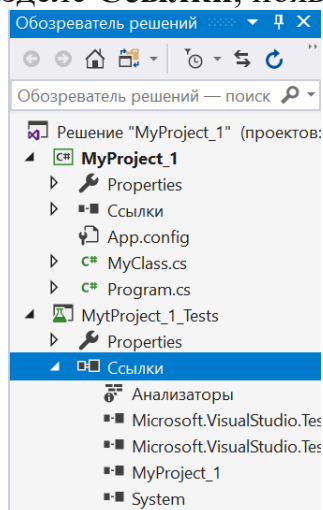 Обозреватель решений
Обозреватель решений — поиск
Решение "MyProject_1" (проектов:
C# MyProject_1
Properties
Ссылки
App.config
C# MyClass.cs
C# Program.cs
MytProject_1_Tests
Properties
Ссылки
Анализаторы
Microsoft.VisualStudio.Tes
Microsoft.VisualStudio.Tes
MyProject_1
System